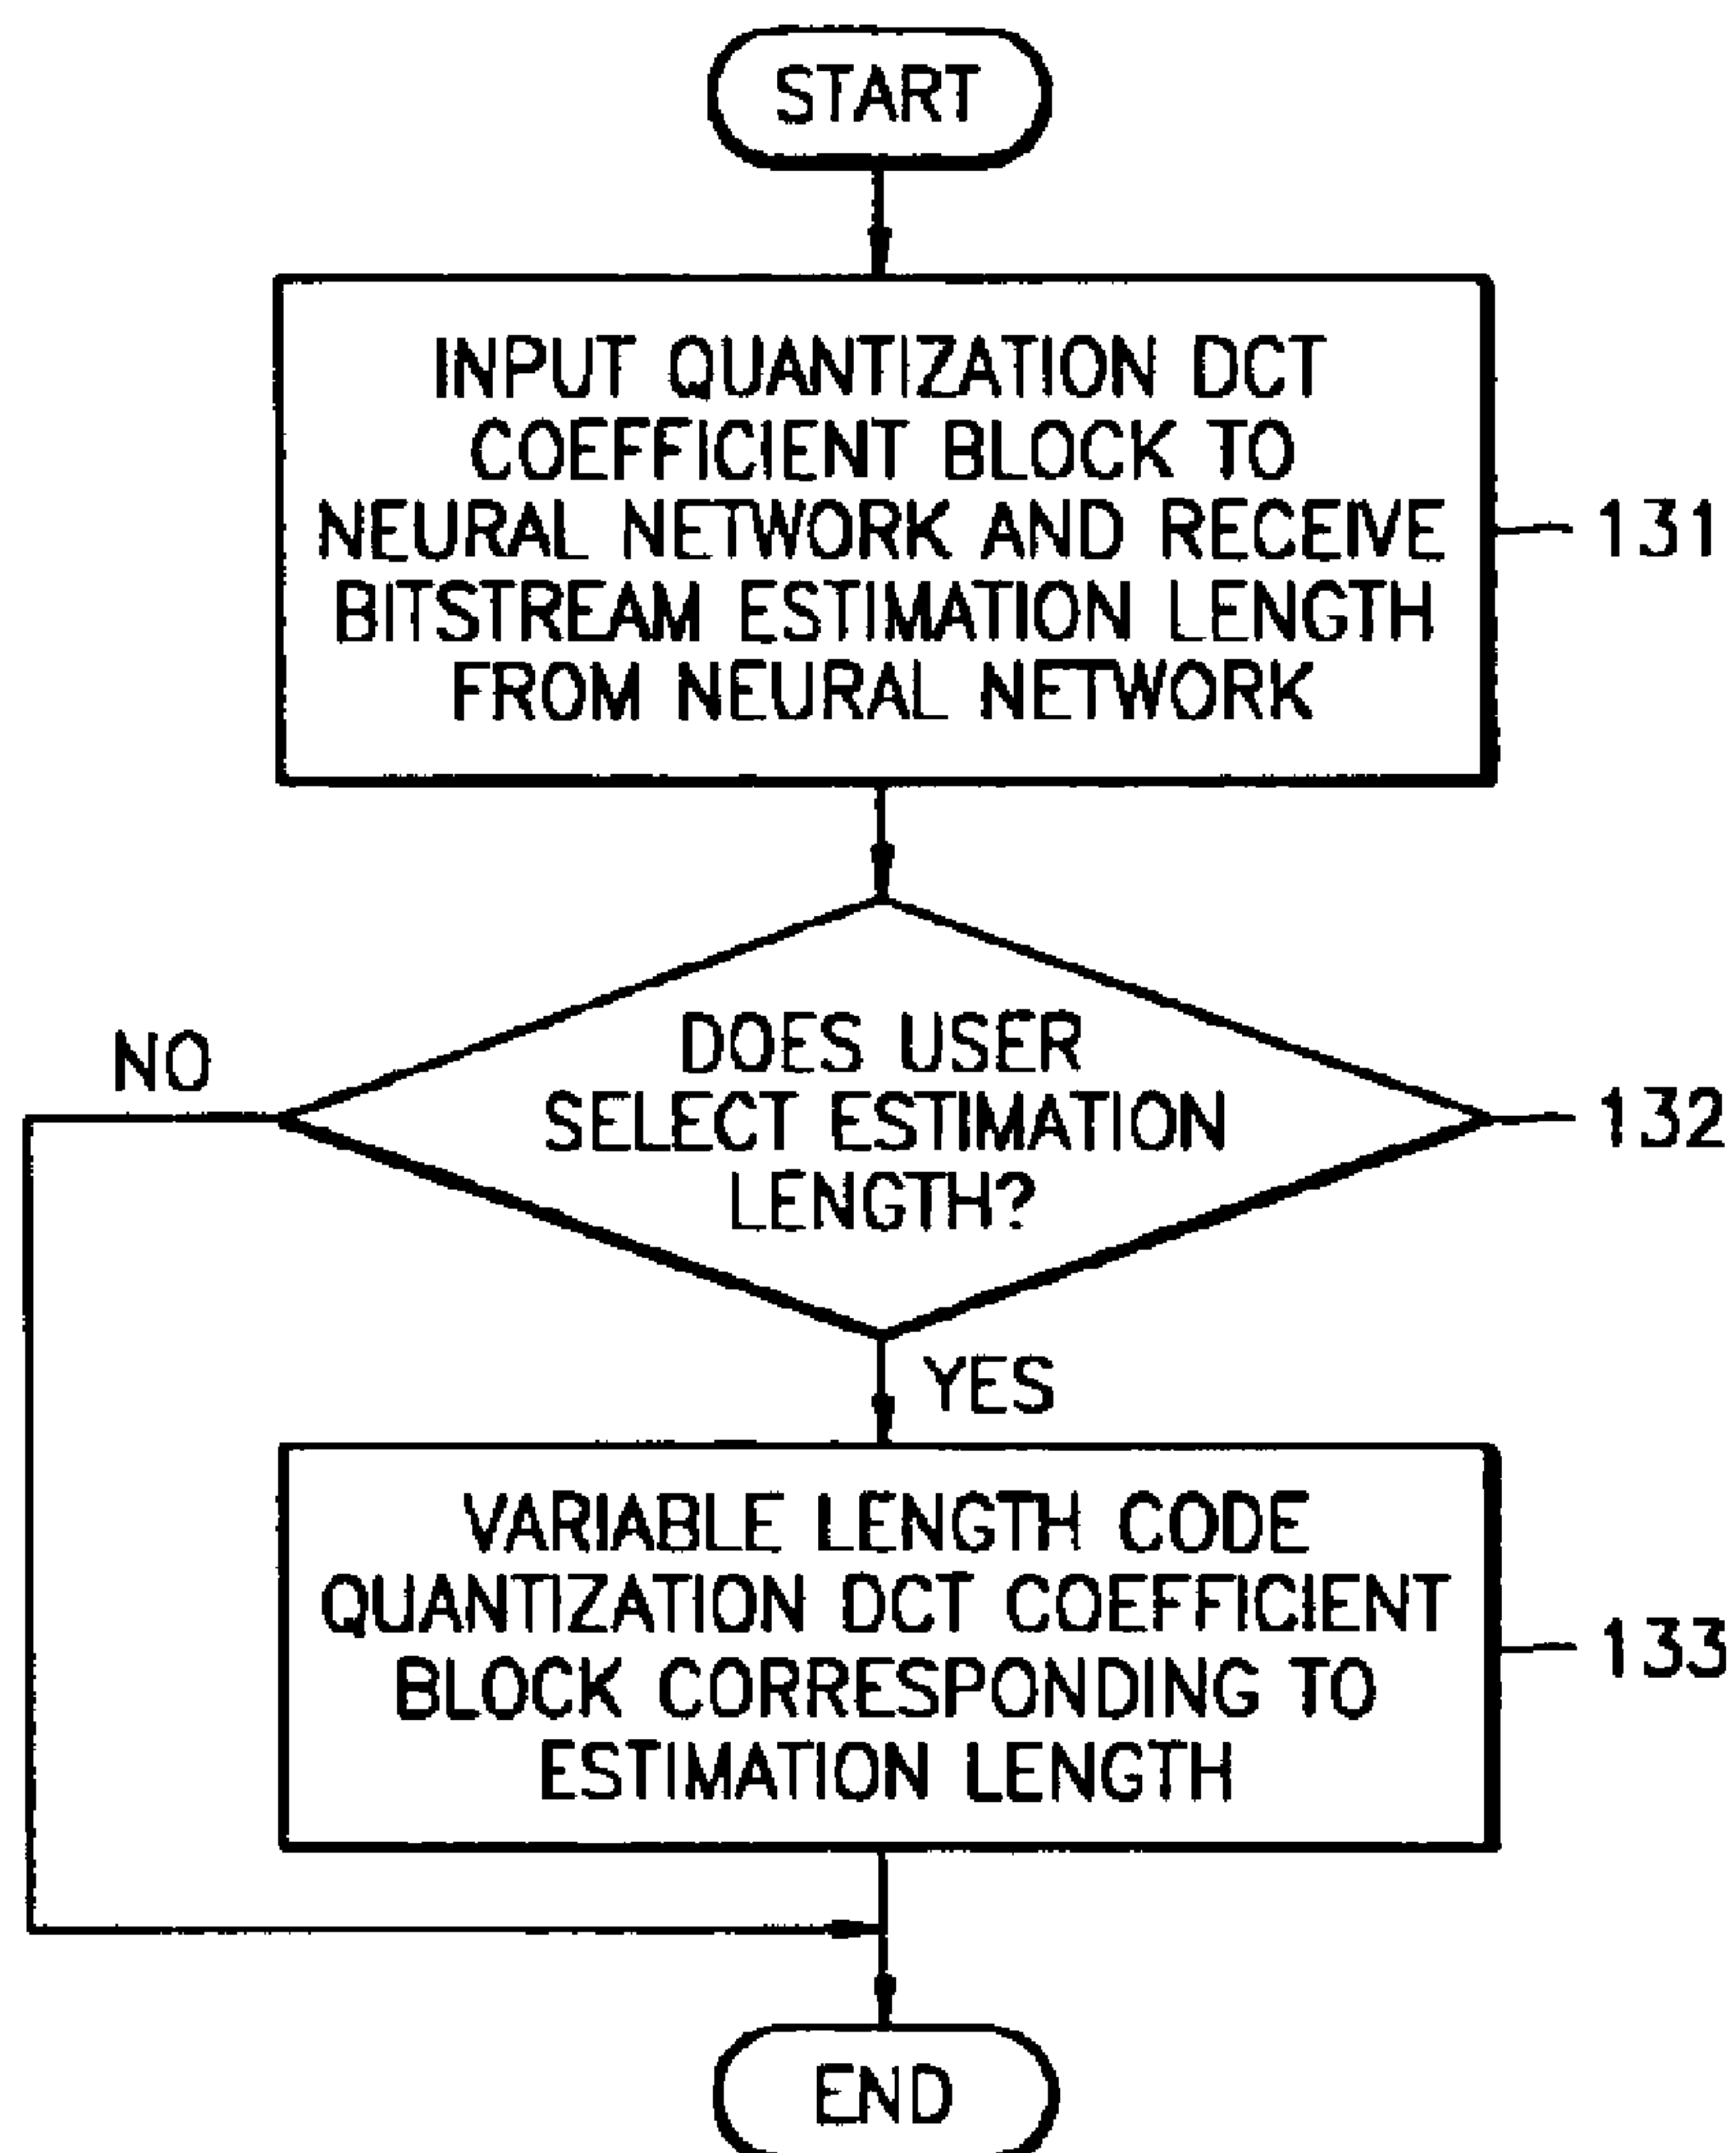 START
INPUT QUANTIZATION DCT
COEFFICIENT BLOCK TO
NEURAL NETWORK AND RECEIVE
BITSTREAM ESTIMATION LENGTH
FROM NEURAL NETWORK
131
DOES USER
SELECT ESTIMATION
LENGTH?
132
NO
YES
VARIABLE LENGTH CODE
QUANTIZATION DCT COEFFICIENT
BLOCK CORRESPONDING TO
ESTIMATION LENGTH
133
END